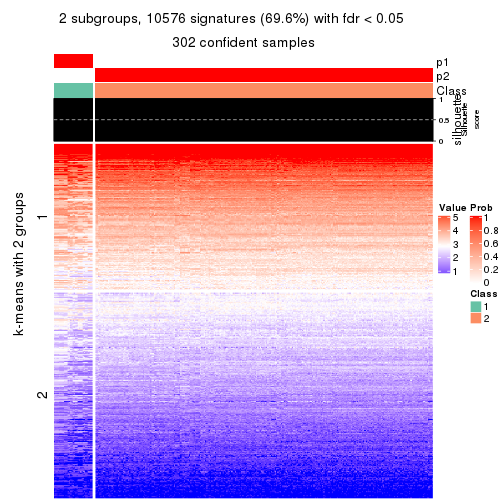 2 subgroups, 10576 signatures (69.6%) with fdr < 0.05
302 confident samples
p1
p2
Class
1
0.5
0
silhouette
Silhouette
score
k-means with 2 groups
1
2
Value
5
4
3
2
1
Prob
1
0.8
0.6
0.4
0.2
0
Class
1
2